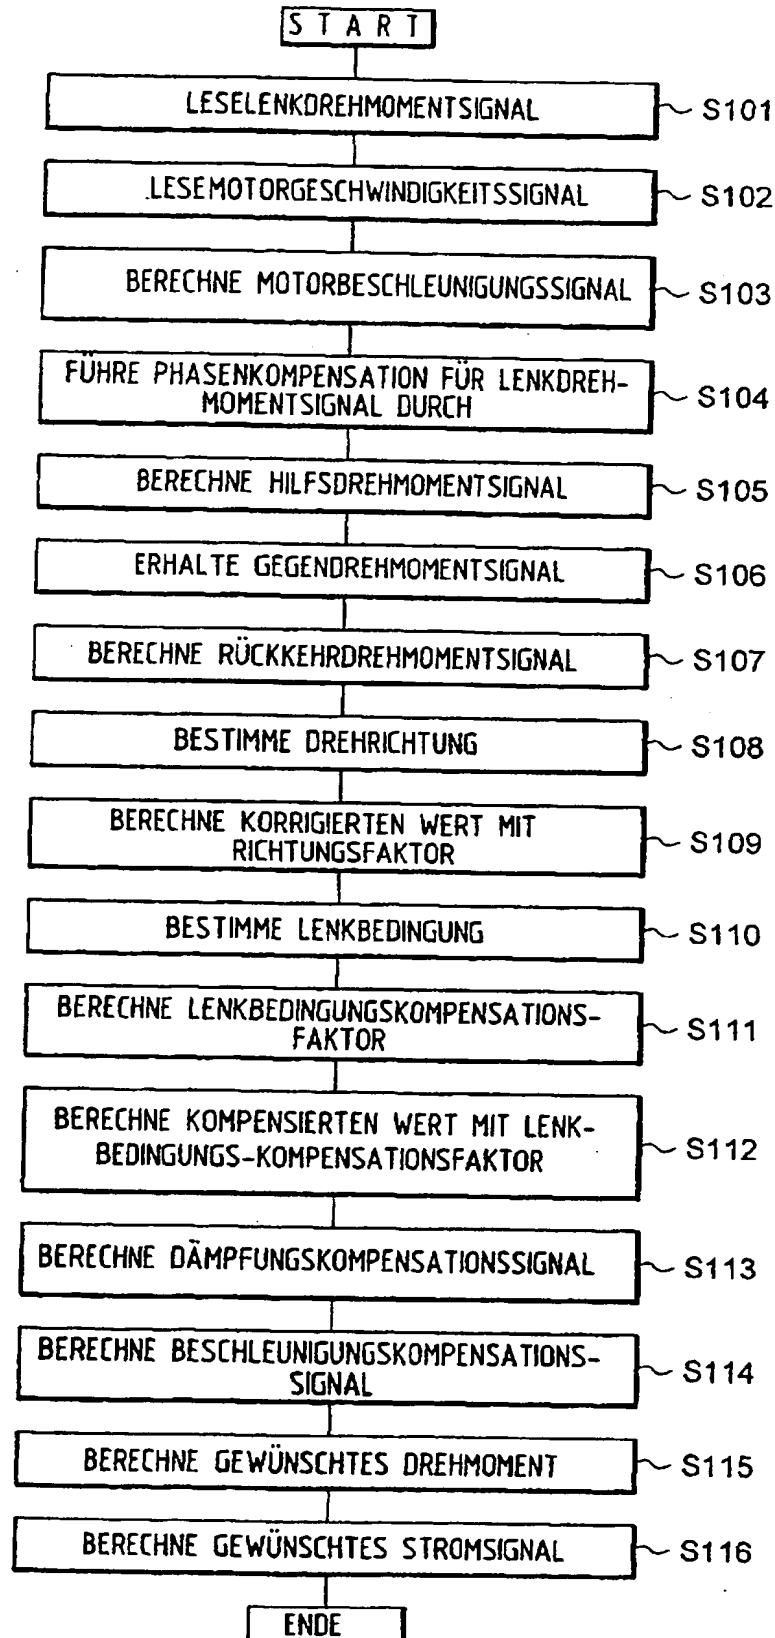 START
LESELENKDREHMOMENTSIGNAL S101
LESEMOTORGESCHWINDIGKEITSSIGNAL S102
BERECHNE MOTORBESCHLEUNIGUNGSSIGNAL S103
FÜHRE PHASENKOMPENSATION FÜR LENKDREH-
MOMENTSIGNAL DURCH S104
BERECHNE HILFSDREHMOMENTSIGNAL S105
ERHALTE GEGENDREHMOMENTSIGNAL S106
BERECHNE RÜCKKEHRDREHMOMENTSIGNAL S107
BESTIMME DREHRICHTUNG S108
BERECHNE KORRIGIERTEN WERT MIT
RICHTUNGSFAKTOR S109
BESTIMME LENKBEDINGUNG S110
BERECHNE LENKBEDINGUNGSKOMPENSATIONS-
FAKTOR S111
BERECHNE KOMPENSIERTEN WERT MIT LENK-
BEDINGUNGS-KOMPENSATIONSFAKTOR S112
BERECHNE DÄMPFUNGSKOMPENSATIONSSIGNAL S113
BERECHNE BESCHLEUNIGUNGSKOMPENSATIONS-
SIGNAL S114
BERECHNE GEWÜNSCHTES DREHMOMENT S115
BERECHNE GEWÜNSCHTES STROMSIGNAL S116
ENDE